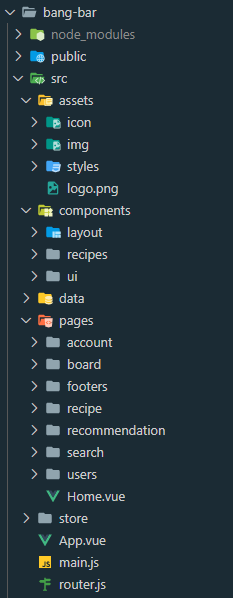 bang-bar
node_modules
public
src
assets
icon
img
styles
logo.png
components
layout
recipes
ui
data
pages
account
board
footers
recipe
recommendation
search
users
Home.vue
store
App.vue
JS main.js
router.js